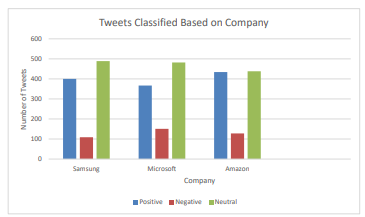 Tweets Classified Based on Company
Number of Tweets
600
500
400
300
200
100
0
Samsung Microsoft Amazon
Company
Positive Negative Neutral